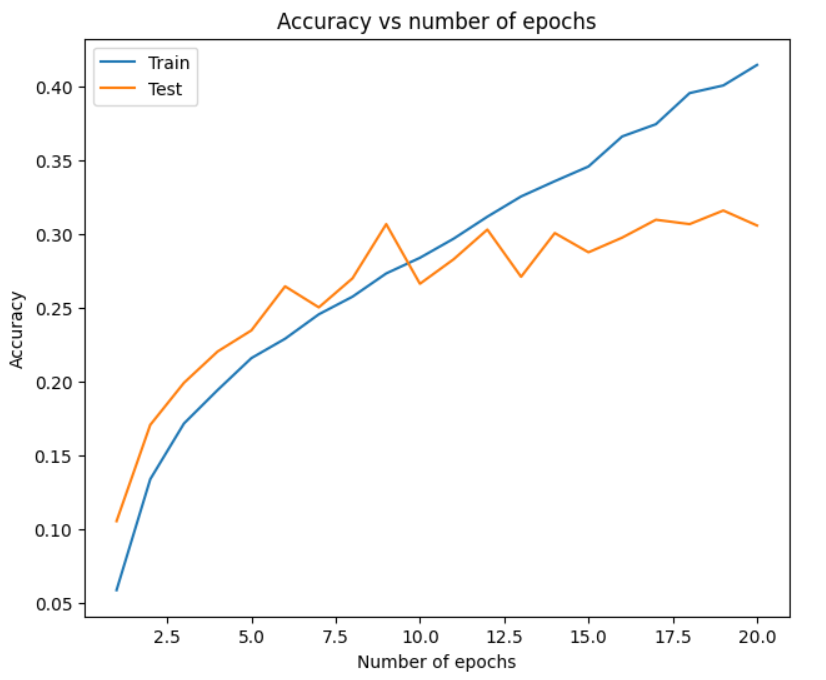 Accuracy vs number of epochs
Train
Test
0.40
0.35
0.30
0.25
0.20
0.15
0.10
0.05
Accuracy
2.5 5.0 7.5 10.0 12.5 15.0 17.5 20.0
Number of epochs